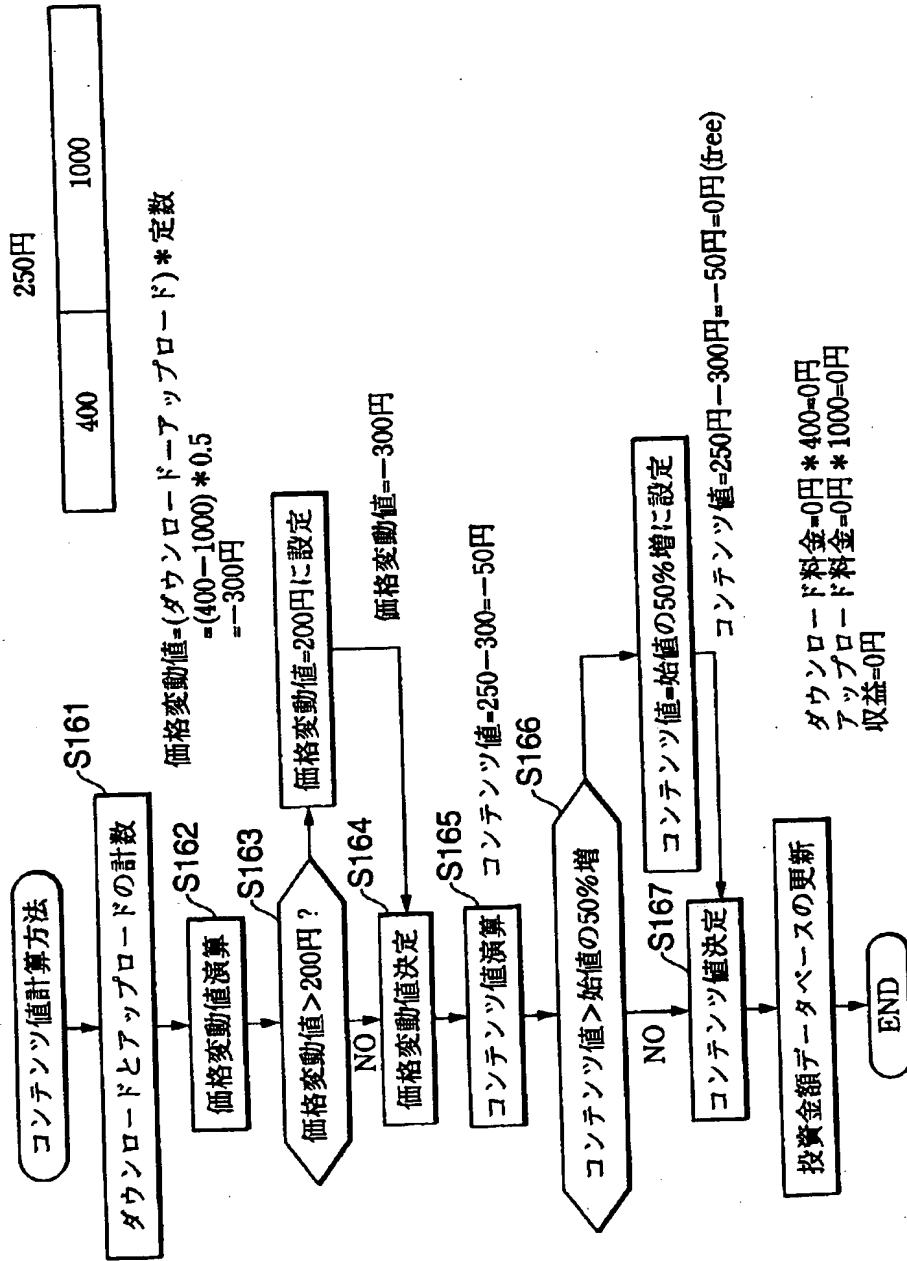 コンテンツ値計算方法
S161
ダウンロードとアップロードの計数
250円
400
1000
S162
価格変動値演算
価格変動値=(ダウンロードーアップロード)*定数
=(400-1000)*0.5
=-300円
S163
価格変動値>200円?
価格変動値=200円に設定
NO
S164
価格変動値決定
価格変動値=-300円
S165
コンテンツ値演算
コンテンツ値=250-300=-50円
S166
コンテンツ値>始値の50%増
コンテンツ値=始値の50%増に設定
NO
S167
コンテンツ値決定
コンテンツ値=250円-300円=-50円=0円(free)
投資金額データベースの更新
ダウンロード料金=0円*400=0円
アップロード料金=0円*1000=0円
収益=0円
END